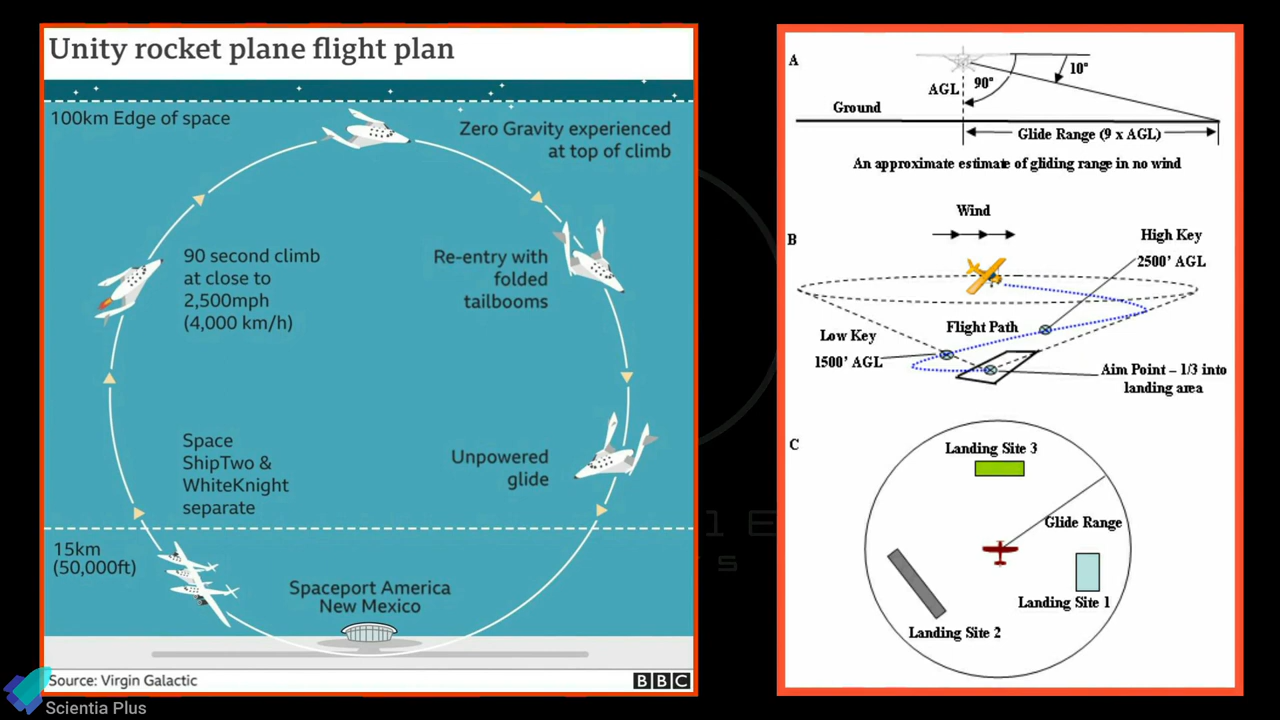 Unity rocket plane flight plan
100km Edge of space
Zero Gravity experienced
at top of climb
90 second climb
at close to
2,500mph
(4,000 km/h)
Re-entry with
folded
tailbooms
Space
ShipTwo &
WhiteKnight
separate
Unpowered
glide
15km
(50,000ft)
Spaceport America
New Mexico
Source: Virgin Galactic
BBC
Scientia Plus
A
10°
90°
AGL
Ground
Glide Range (9 x AGL)
An approximate estimate of gliding range in no wind
Wind
B
High Key
2500' AGL
Flight Path
Low Key
1500' AGL
Aim Point – 1/3 into
landing area
C
Landing Site 3
Glide Range
Landing Site 1
Landing Site 2